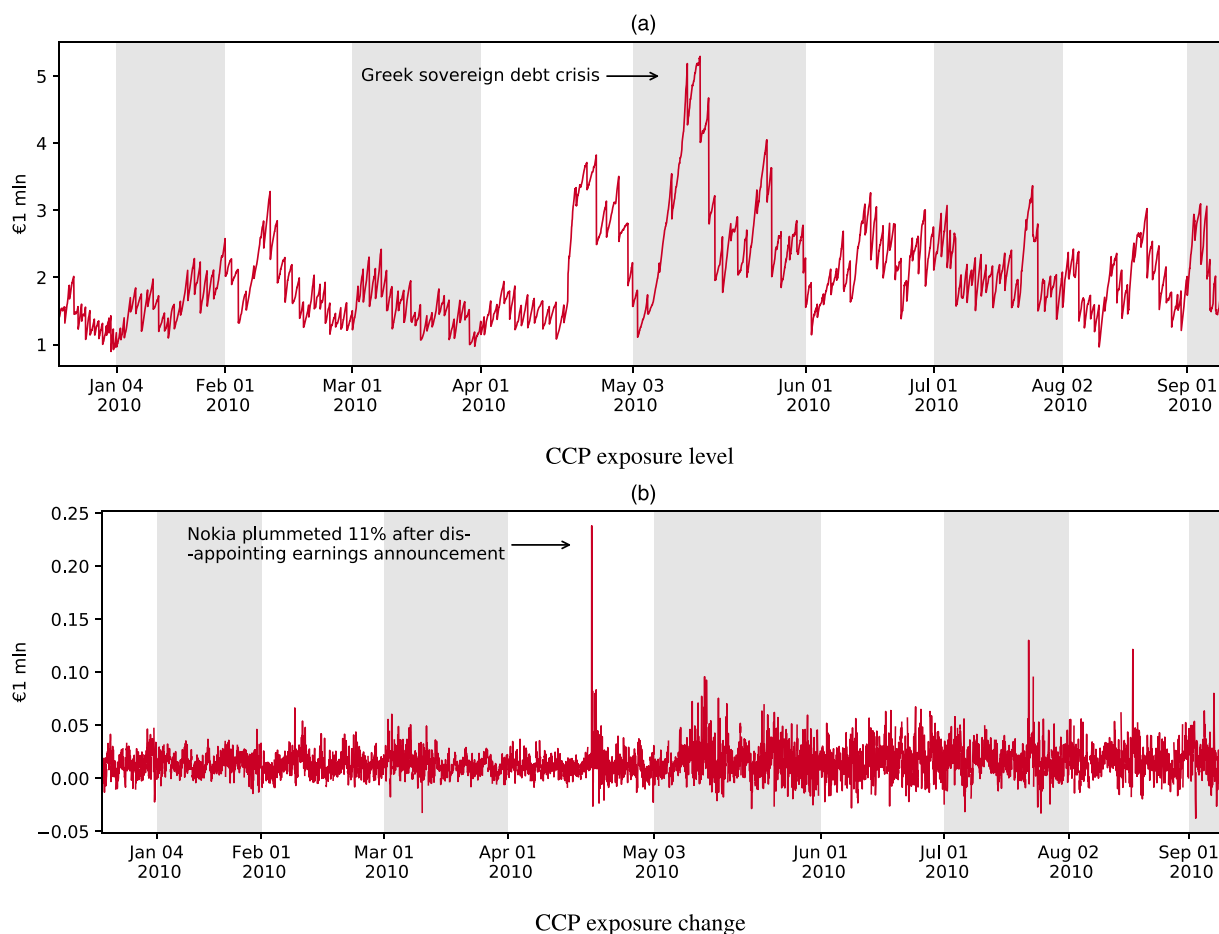 (a)
Greek sovereign debt crisis
5
4
3
2
1
€1 mln
Jan 04
2010
Feb 01
2010
Mar 01
2010
Apr 01
2010
May 03
2010
Jun 01
2010
Jul 01
2010
Aug 02
2010
Sep 01
2010
CCP exposure level
(b)
Nokia plummeted 11% after dis-
-appointing earnings announcement
0.25
0.20
0.15
0.10
0.05
0.00
−0.05
€1 mln
Jan 04
2010
Feb 01
2010
Mar 01
2010
Apr 01
2010
May 03
2010
Jun 01
2010
Jul 01
2010
Aug 02
2010
Sep 01
2010
CCP exposure change